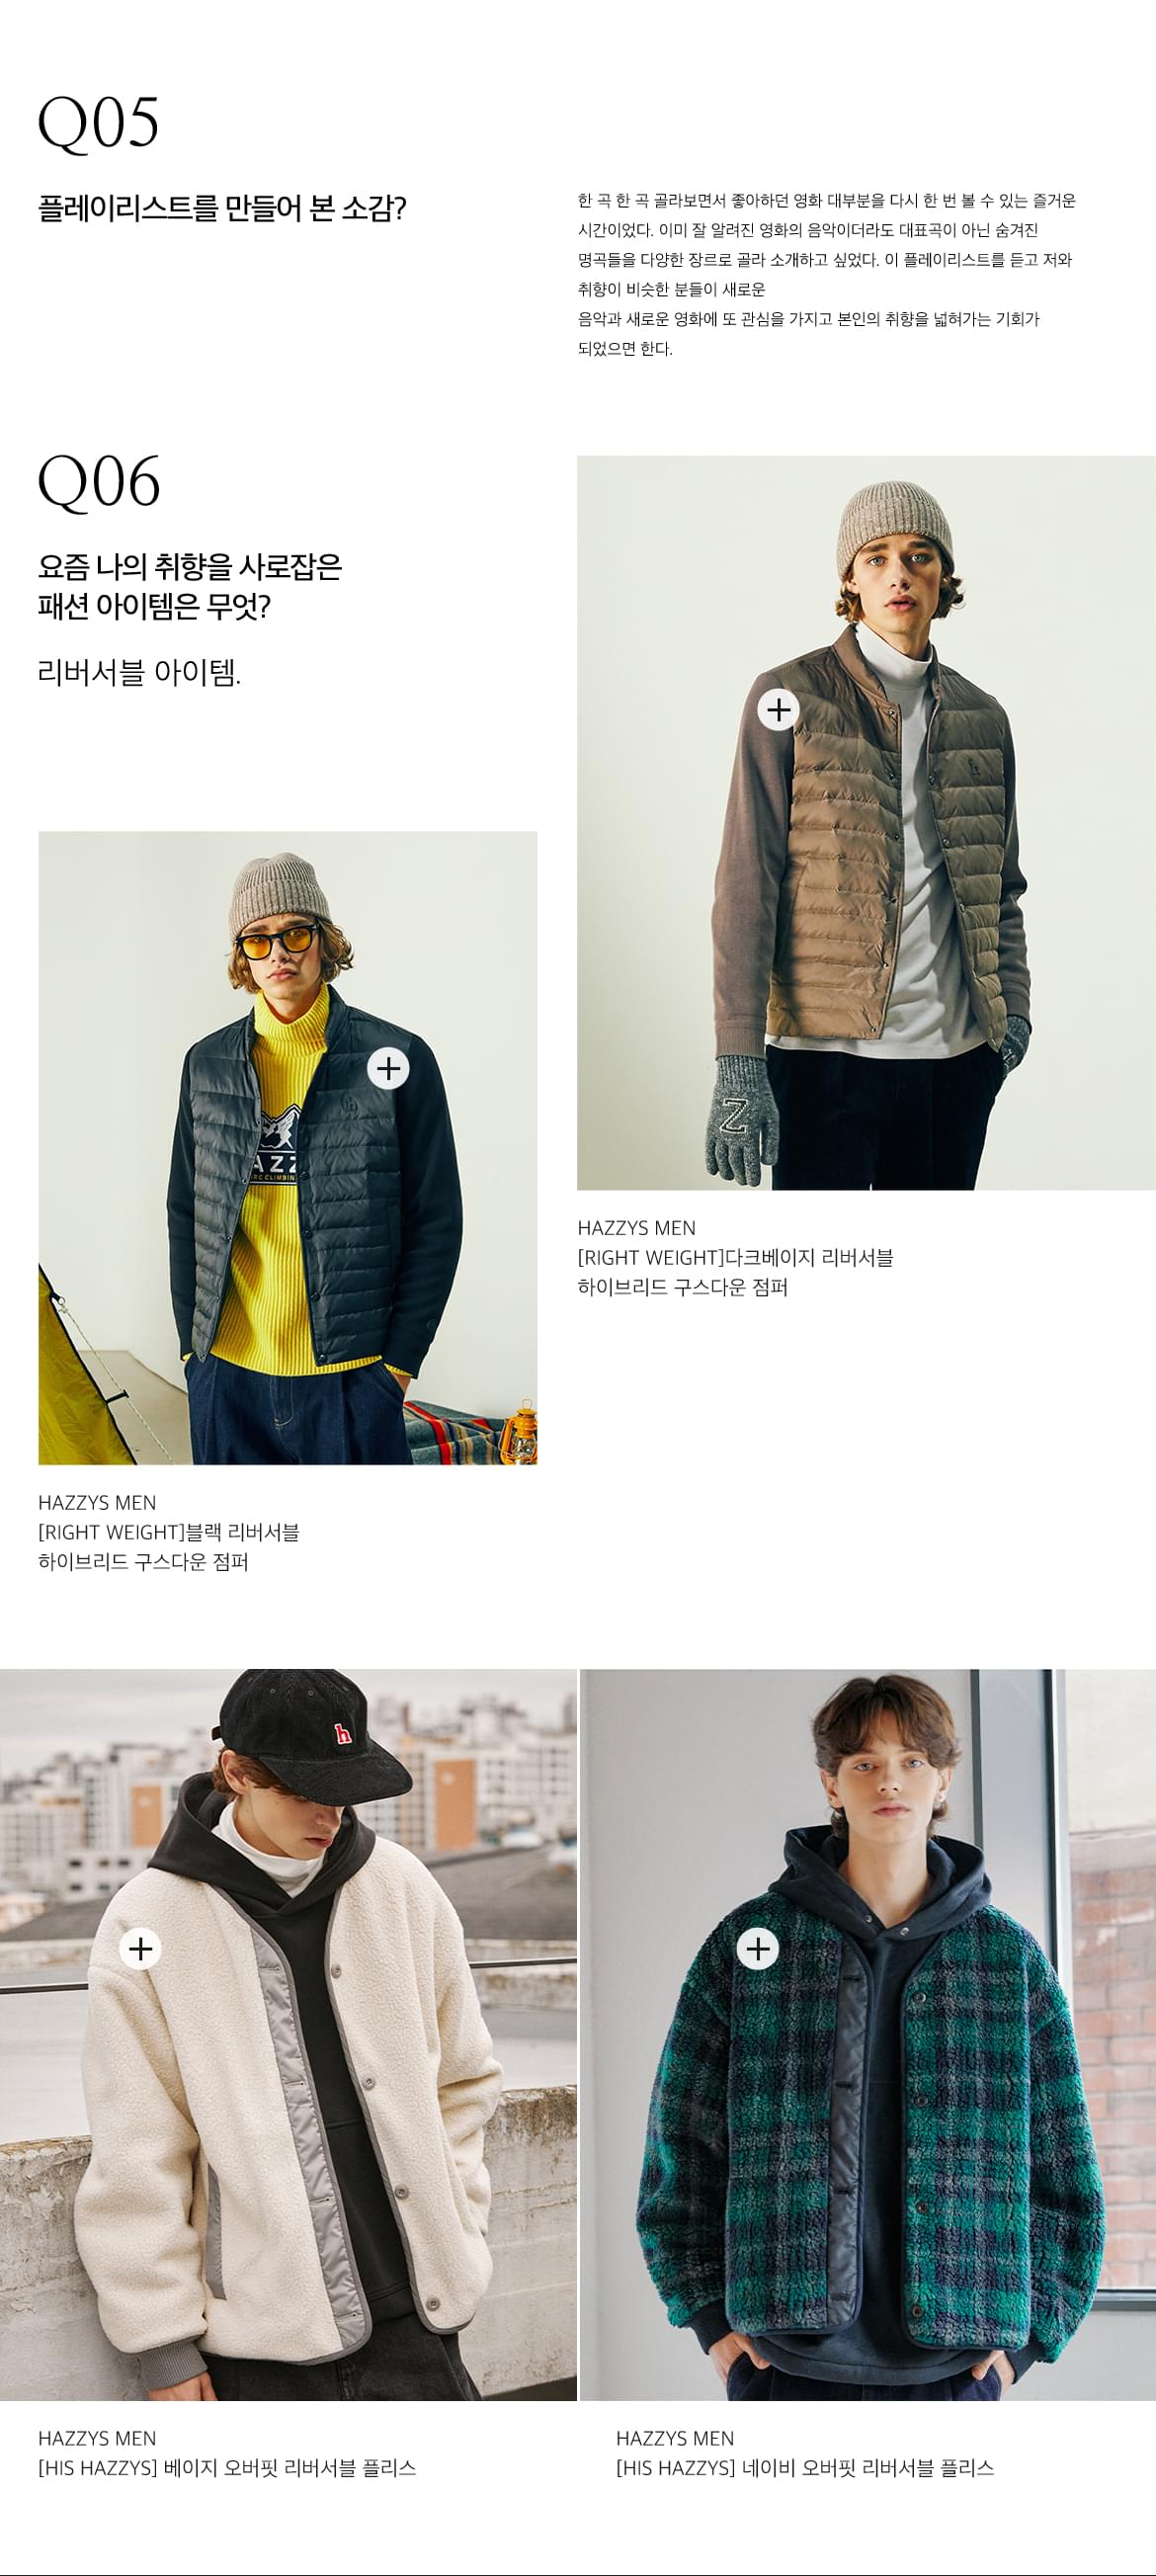 Q05
플레이리스트를 만들어 본 소감?
한 곡 한 곡 골라보면서 좋아하던 영화 대부분을 다시 한 번 볼 수 있는 즐거운
시간이었다. 이미 잘 알려진 영화의 음악이더라도 대표곡이 아닌 숨겨진
명곡들을 다양한 장르로 골라 소개하고 싶었다. 이 플레이리스트를 듣고 저와
취향이 비슷한 분들이 새로운
음악과 새로운 영화에 또 관심을 가지고 본인의 취향을 넓혀가는 기회가
되었으면 한다.
Q06
요즘 나의 취향을 사로잡은
패션 아이템은 무엇?
리버서블 아이템.
Z
HAZZYS MEN
[RIGHT WEIGHT]다크베이지 리버서블
하이브리드 구스다운 점퍼
AZZ
HAZZYS MEN
[RIGHT WEIGHT]블랙 리버서블
하이브리드 구스다운 점퍼
h
HAZZYS MEN
[HIS HAZZYS] 베이지 오버핏 리버서블 플리스
HAZZYS MEN
[HIS HAZZYS] 네이비 오버핏 리버서블 플리스